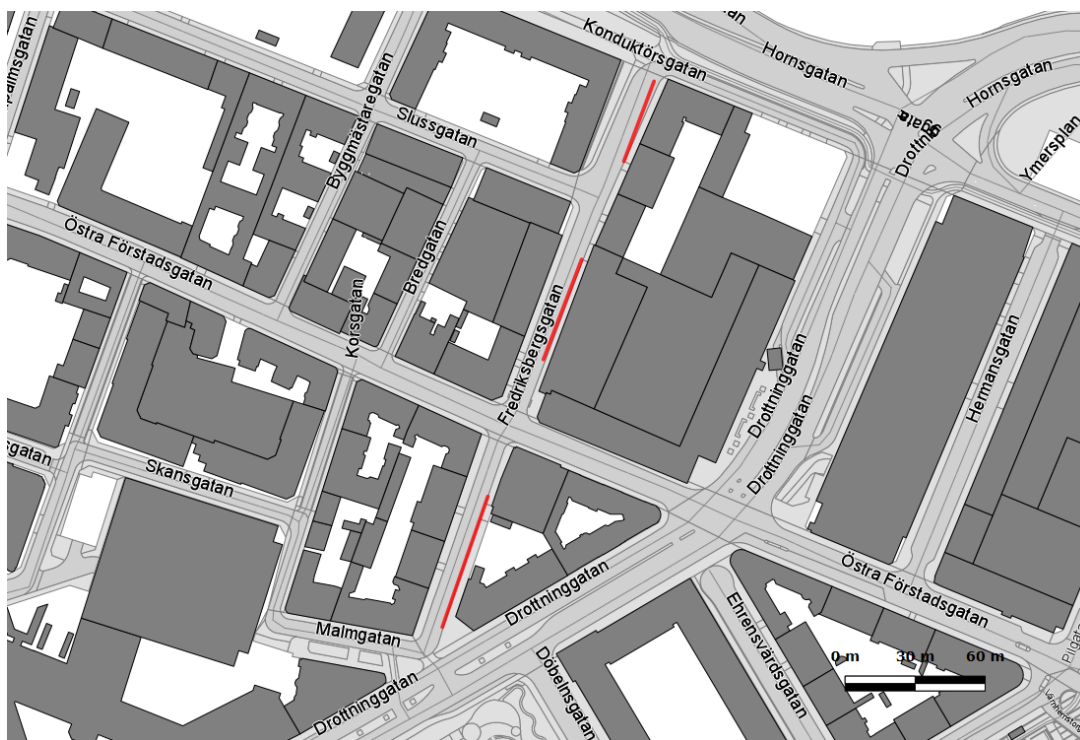 Konduktörsgatan
Hornsgatan
Hornsgatan
Byggmästaregatan
Slussgatan
Drottning
Ymersplan
Östra Förstadsgatan
Bredgatan
Korsgatan
Fredriksbergsgatan
Drottninggatan
Drottninggatan
Hermansgatan
Skansgatan
Östra Förstadsgatan
Drottninggatan
Malmgatan
Ehrensvärdsgatan
Döbelnsgatan
Drottninggatan
0 m 30 m 60 m